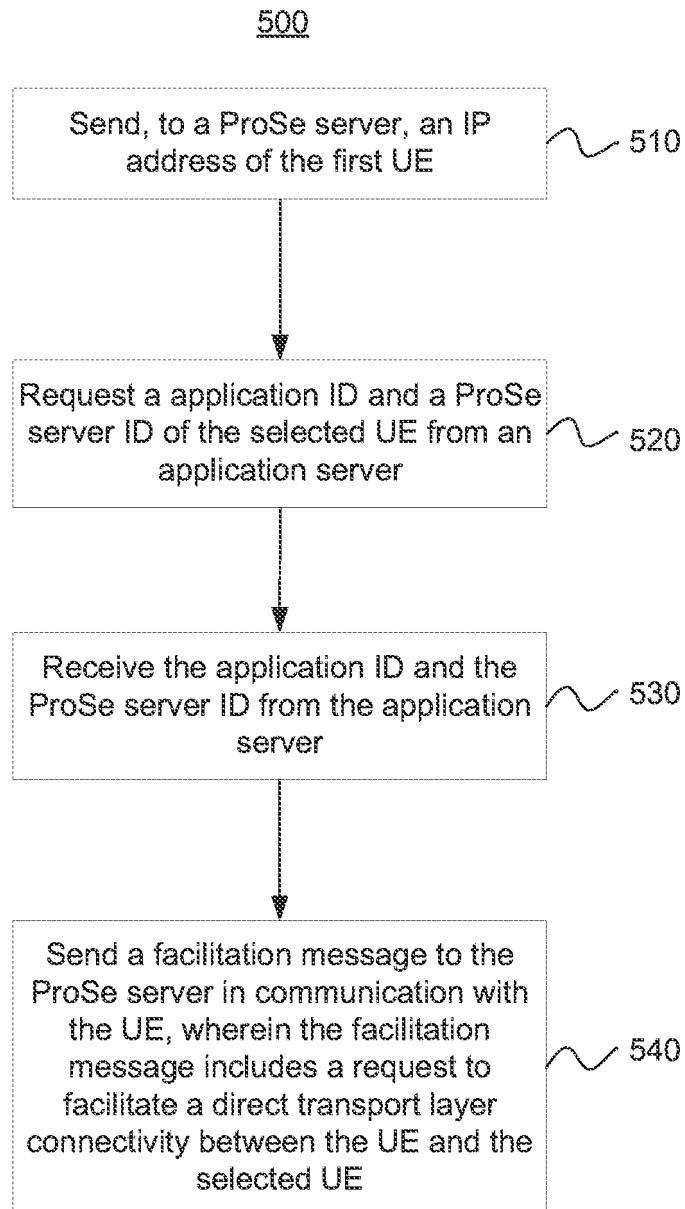 500
Send, to a ProSe server, an IP
address of the first UE
510
Request a application ID and a ProSe
server ID of the selected UE from an
application server
520
Receive the application ID and the
ProSe server ID from the application
server
530
Send a facilitation message to the
ProSe server in communication with
the UE, wherein the facilitation
message includes a request to
facilitate a direct transport layer
connectivity between the UE and the
selected UE
540